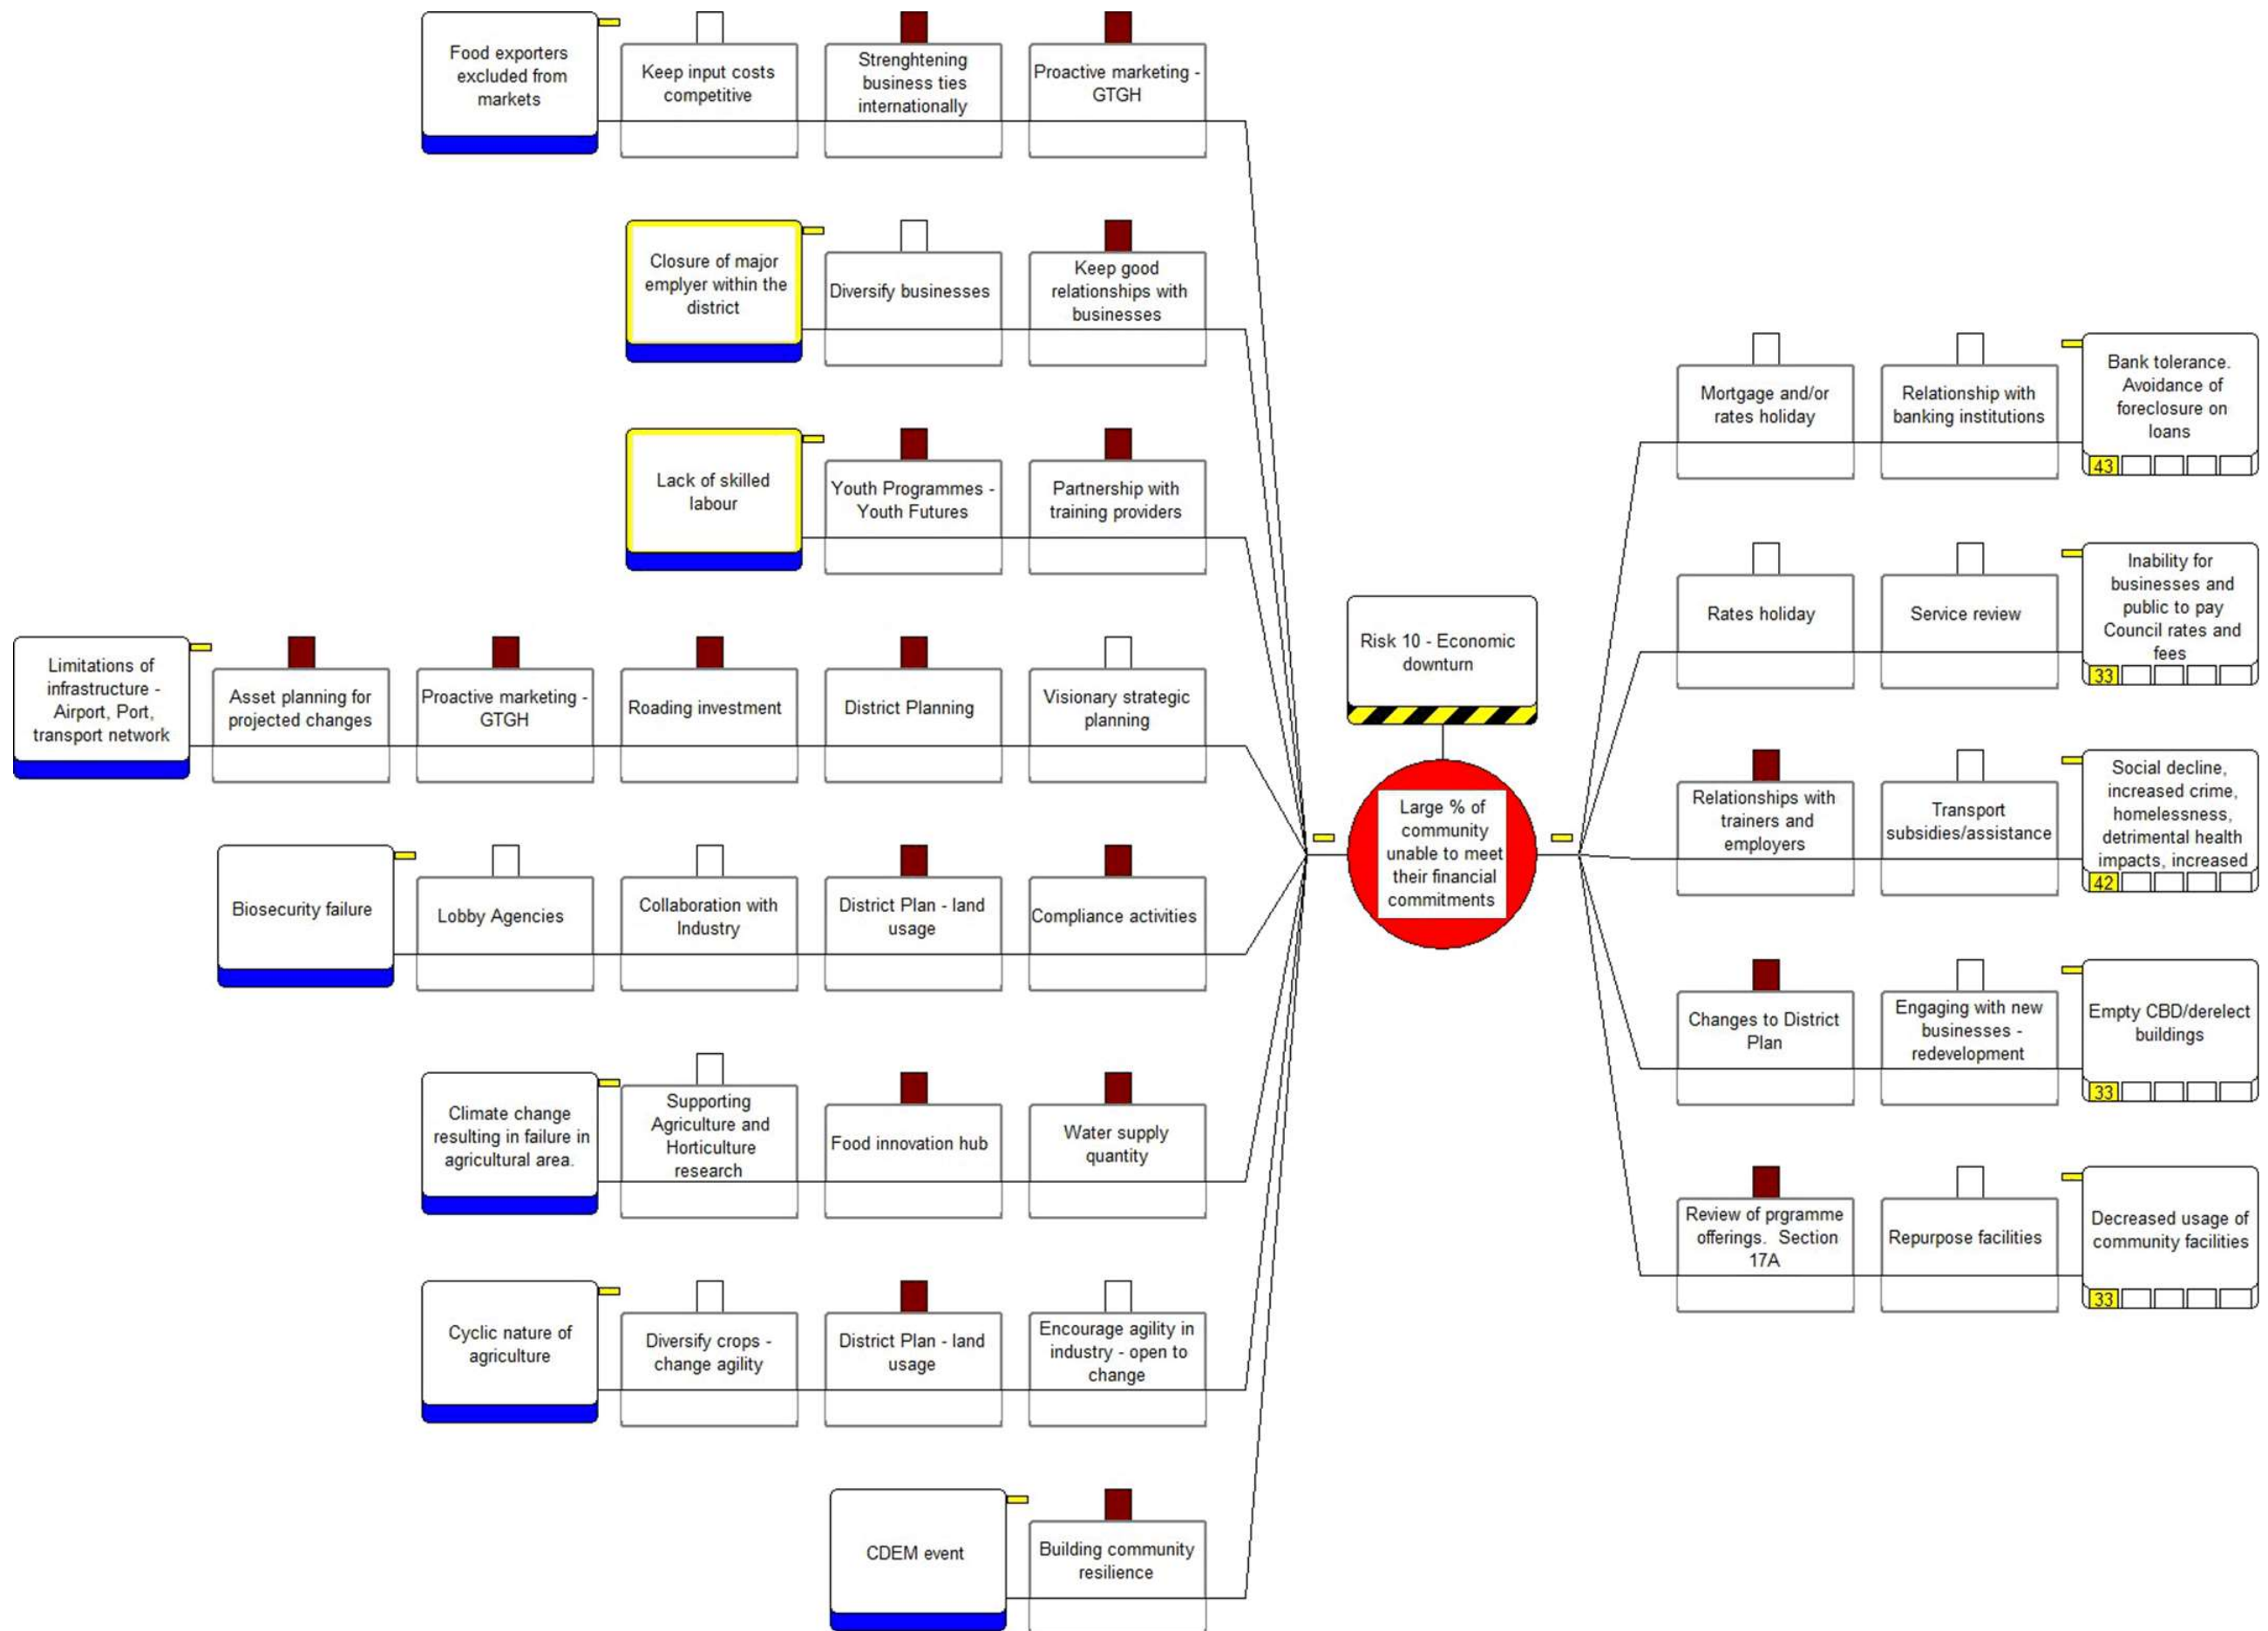 Food exporters
excluded from
markets
Keep input costs
competitive
Strenghtening
business ties
internationally
Proactive marketing -
GTGH
Closure of major
emplyer within the
district
Diversify businesses
Keep good
relationships with
businesses
Lack of skilled
labour
Youth Programmes -
Youth Futures
Partnership with
training providers
Limitations of
infrastructure -
Airport, Port,
transport network
Asset planning for
projected changes
Proactive marketing -
GTGH
Roading investment
District Planning
Visionary strategic
planning
Biosecurity failure
Lobby Agencies
Collaboration with
Industry
District Plan - land
usage
Compliance activities
Climate change
resulting in failure in
agricultural area.
Supporting
Agriculture and
Horticulture
research
Food innovation hub
Water supply
quantity
Cyclic nature of
agriculture
Diversify crops -
change agility
District Plan - land
usage
Encourage agility in
industry - open to
change
CDEM event
Building community
resilience
Risk 10 - Economic
downturn
Large % of
community
unable to meet
their financial
commitments
Mortgage and/or
rates holiday
Relationship with
banking institutions
Bank tolerance.
Avoidance of
foreclosure on
loans
43
Rates holiday
Service review
Inability for
businesses and
public to pay
Council rates and
fees
33
Relationships with
trainers and
employers
Transport
subsidies/assistance
Social decline,
increased crime,
homelessness,
detrimental health
impacts, increased
42
Changes to District
Plan
Engaging with new
businesses -
redevelopment
Empty CBD/derelect
buildings
33
Review of prgramme
offerings. Section
17A
Repurpose facilities
Decreased usage of
community facilities
33